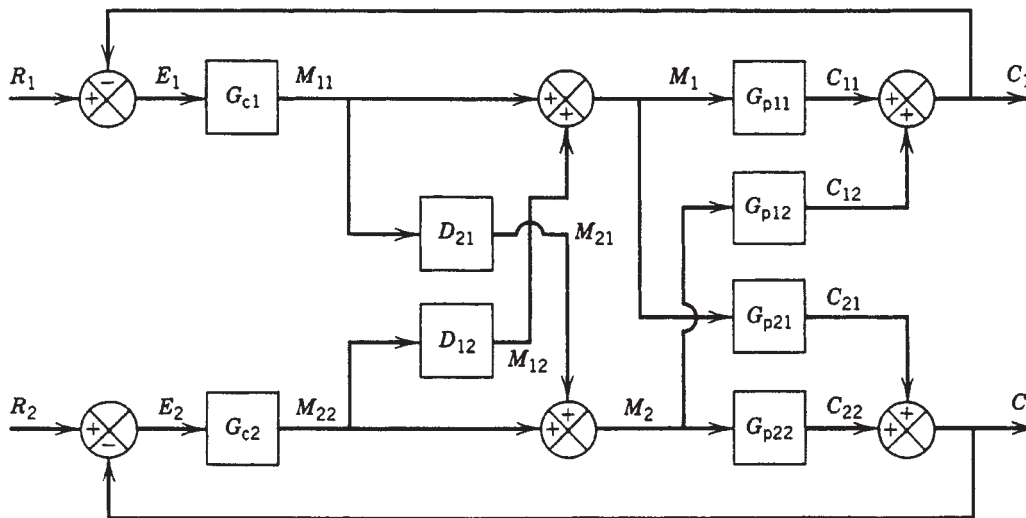 R1
E1
Gc1
M11
M1
Gp11
C11
C1
Gp12
C12
D21
M21
Gp21
C21
D12
M12
R2
E2
Gc2
M22
M2
Gp22
C22
C
−
+
+
+
+
+
+
−
+
+
+
+